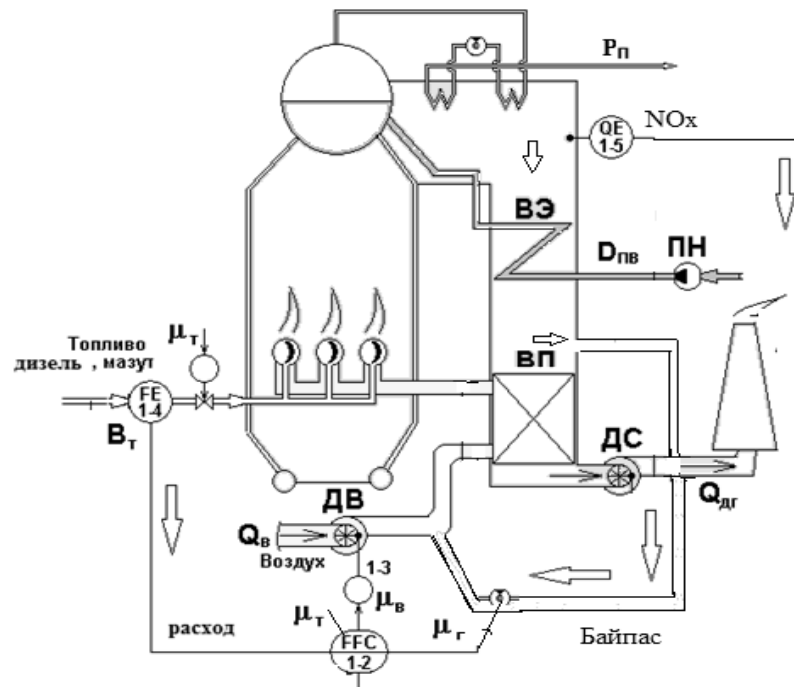 Pп
QE
1-5
NOx
ВЭ
Dпв
ПН
Топливо
дизель , мазут
μт
FE
1-4
Bт
ВП
ДС
Qдг
ДВ
Qв
Воздух
1-3
μв
расход
μт
FFC
1-2
μг
Байпас